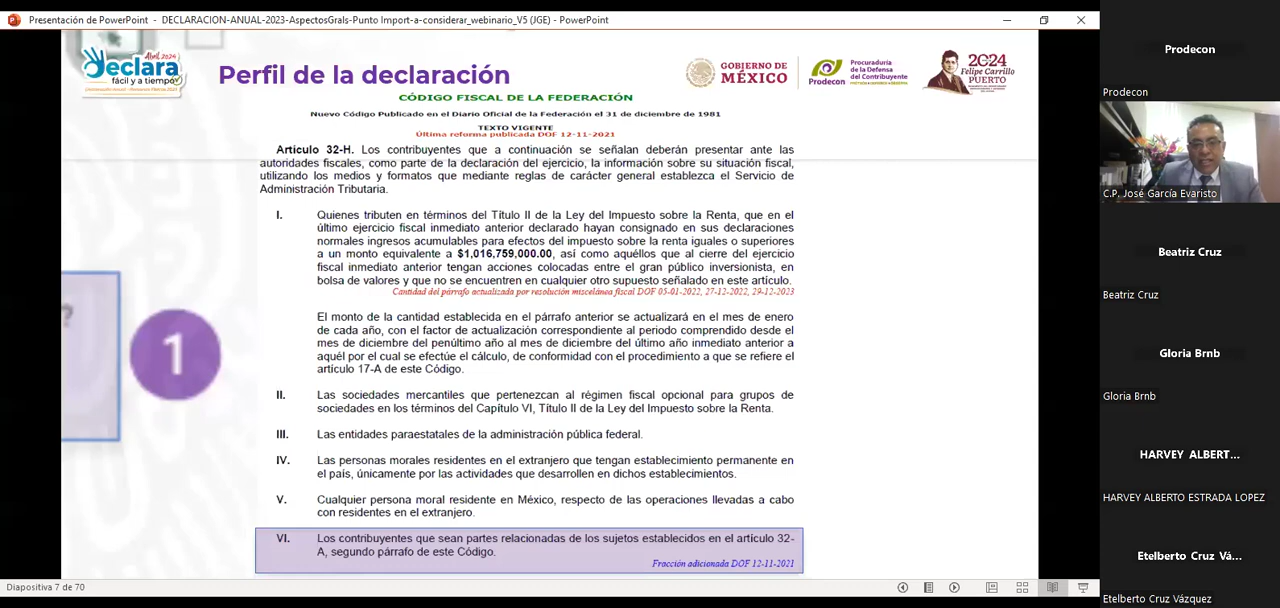 Presentación de PowerPoint - DECLARACION-ANUAL-2023-AspectosGrals-Punto Import-a-considerar_webinario_V5 (JGE) - PowerPoint
Abril 2024
Declara
fácil y a tiempo
Perfil de la declaración
GOBIERNO DE
MÉXICO
Prodecon
Procuraduría
de la Defensa
del Contribuyente
2024
Felipe Carrillo
PUERTO
CÓDIGO FISCAL DE LA FEDERACIÓN
Nuevo Código Publicado en el Diario Oficial de la Federación el 31 de diciembre de 1981
TEXTO VIGENTE
Última reforma publicada DOF 12-11-2021
Artículo 32-H. Los contribuyentes que a continuación se señalan deberán presentar ante las
autoridades fiscales, como parte de la declaración del ejercicio, la información sobre su situación fiscal,
utilizando los medios y formatos que mediante reglas de carácter general establezca el Servicio de
Administración Tributaria.
I. Quienes tributen en términos del Título II de la Ley del Impuesto sobre la Renta, que en el
último ejercicio fiscal inmediato anterior declarado hayan consignado en sus declaraciones
normales ingresos acumulables para efectos del impuesto sobre la renta iguales o superiores
a un monto equivalente a $1,016,759,000.00, así como aquéllos que al cierre del ejercicio
fiscal inmediato anterior tengan acciones colocadas entre el gran público inversionista, en
bolsa de valores y que no se encuentren en cualquier otro supuesto señalado en este artículo.
Cantidad del párrafo actualizada por resolución miscelánea fiscal DOF 05-01-2022, 27-12-2022, 29-12-2023
El monto de la cantidad establecida en el párrafo anterior se actualizará en el mes de enero
de cada año, con el factor de actualización correspondiente al periodo comprendido desde el
mes de diciembre del penúltimo año al mes de diciembre del último año inmediato anterior a
aquél por el cual se efectúe el cálculo, de conformidad con el procedimiento a que se refiere el
artículo 17-A de este Código.
?
1
II. Las sociedades mercantiles que pertenezcan al régimen fiscal opcional para grupos de
sociedades en los términos del Capítulo VI, Título II de la Ley del Impuesto sobre la Renta.
III. Las entidades paraestatales de la administración pública federal.
IV. Las personas morales residentes en el extranjero que tengan establecimiento permanente en
el país, únicamente por las actividades que desarrollen en dichos establecimientos.
V. Cualquier persona moral residente en México, respecto de las operaciones llevadas a cabo
con residentes en el extranjero.
VI. Los contribuyentes que sean partes relacionadas de los sujetos establecidos en el artículo 32-
A, segundo párrafo de este Código.
Fracción adicionada DOF 12-11-2021
Diapositiva 7 de 70
Prodecon
Prodecon
C.P. José García Evaristo
Beatriz Cruz
Beatriz Cruz
Gloria Brnb
Gloria Brnb
HARVEY ALBERT...
HARVEY ALBERTO ESTRADA LOPEZ
Etelberto Cruz Vá...
Etelberto Cruz Vázquez